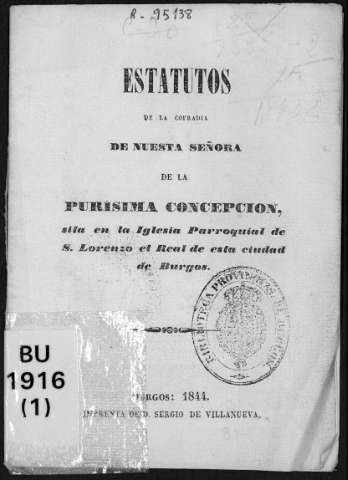 R-95138
ESTATUTOS
DE LA COFRADIA
DE NUESTA SEÑORA
DE LA
PURISIMA CONCEPCION,
sita en la Iglesia Parroquial de
S. Lorenzo el Real de esta ciudad
de Burgos.
BIBLIOTECA PROVINCIAL DE BURGOS
BU
1916
(1)
BURGOS: 1844.
IMPRENTA DE D. SERGIO DE VILLANUEVA.